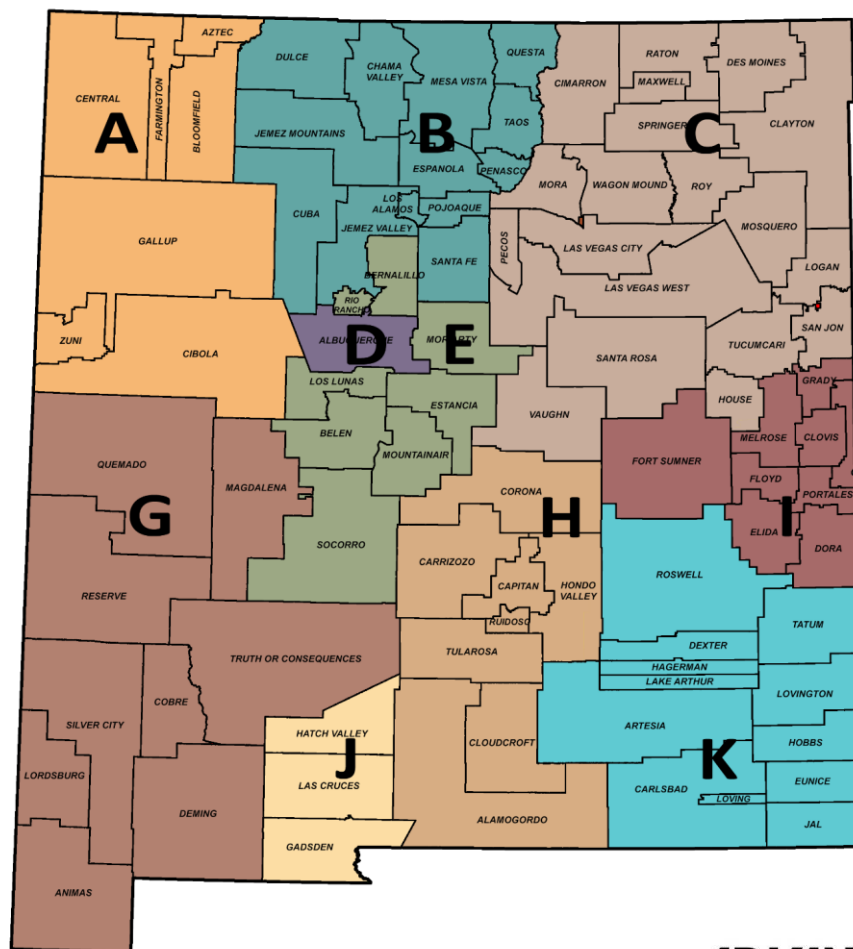 AZTEC
CENTRAL
FARMINGTON
BLOOMFIELD
A
GALLUP
ZUNI
CIBOLA
DULCE
CHAMA
VALLEY
MESA VISTA
QUESTA
TAOS
JEMEZ MOUNTAINS
B
ESPANOLA
PENASCO
CUBA
LOS
ALAMOS
POJOAQUE
JEMEZ VALLEY
SANTA FE
CIMARRON
RATON
MAXWELL
DES MOINES
SPRINGER
C
CLAYTON
MORA
WAGON MOUND
ROY
MOSQUERO
PECOS
LAS VEGAS CITY
LAS VEGAS WEST
LOGAN
TUCUMCARI
SAN JON
SANTA ROSA
HOUSE
VAUGHN
BERNALILLO
RIO
RANCHO
ALBUQUERQUE
D
MORIARTY
E
LOS LUNAS
ESTANCIA
BELEN
MOUNTAINAIR
SOCORRO
QUEMADO
MAGDALENA
G
RESERVE
TRUTH OR CONSEQUENCES
COBRE
SILVER CITY
LORDSBURG
DEMING
ANIMAS
CORONA
H
CARRIZOZO
CAPITAN
HONDO
VALLEY
RUIDOSO
TULAROSA
CLOUDCROFT
ALAMOGORDO
GRADY
MELROSE
CLOVIS
FORT SUMNER
FLOYD
PORTALES
I
ELIDA
DORA
HATCH VALLEY
J
LAS CRUCES
GADSDEN
ROSWELL
TATUM
DEXTER
HAGERMAN
LAKE ARTHUR
LOVINGTON
ARTESIA
HOBBS
K
CARLSBAD
EUNICE
LOVING
JAL